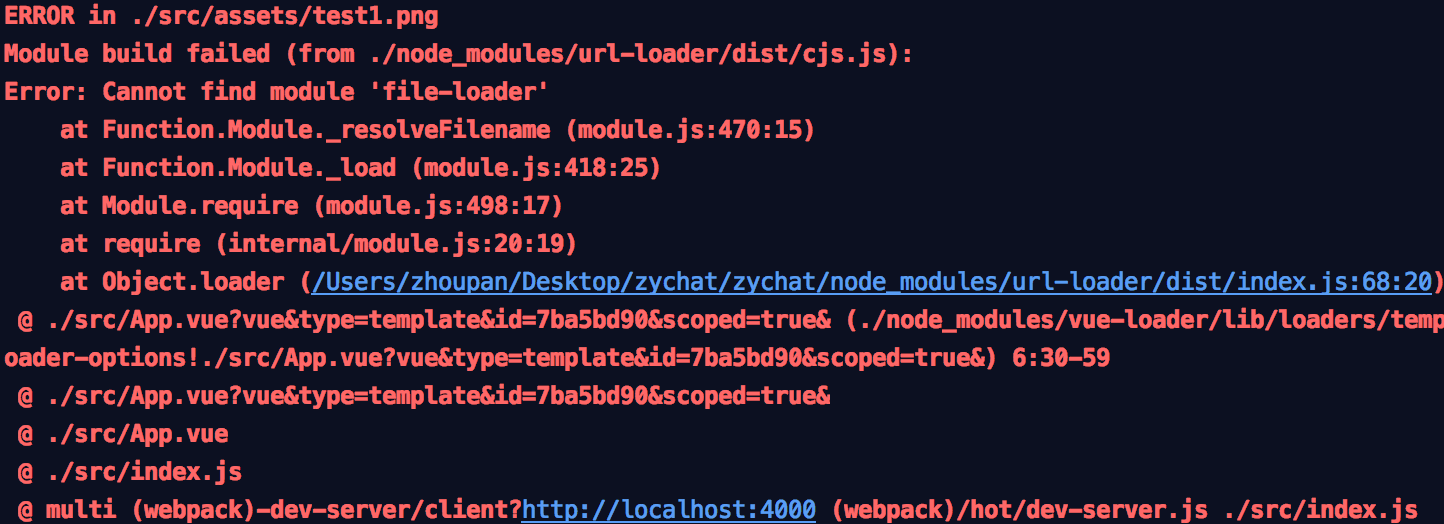 ERROR in ./src/assets/test1.png
Module build failed (from ./node_modules/url-loader/dist/cjs.js):
Error: Cannot find module 'file-loader'
    at Function.Module._resolveFilename (module.js:470:15)
    at Function.Module._load (module.js:418:25)
    at Module.require (module.js:498:17)
    at require (internal/module.js:20:19)
    at Object.loader (/Users/zhoupan/Desktop/zychat/zychat/node_modules/url-loader/dist/index.js:68:20)
 @ ./src/App.vue?vue&type=template&id=7ba5bd90&scoped=true& (./node_modules/vue-loader/lib/loaders/temp
oader-options!./src/App.vue?vue&type=template&id=7ba5bd90&scoped=true&) 6:30-59
 @ ./src/App.vue?vue&type=template&id=7ba5bd90&scoped=true&
 @ ./src/App.vue
 @ ./src/index.js
 @ multi (webpack)-dev-server/client?http://localhost:4000 (webpack)/hot/dev-server.js ./src/index.js